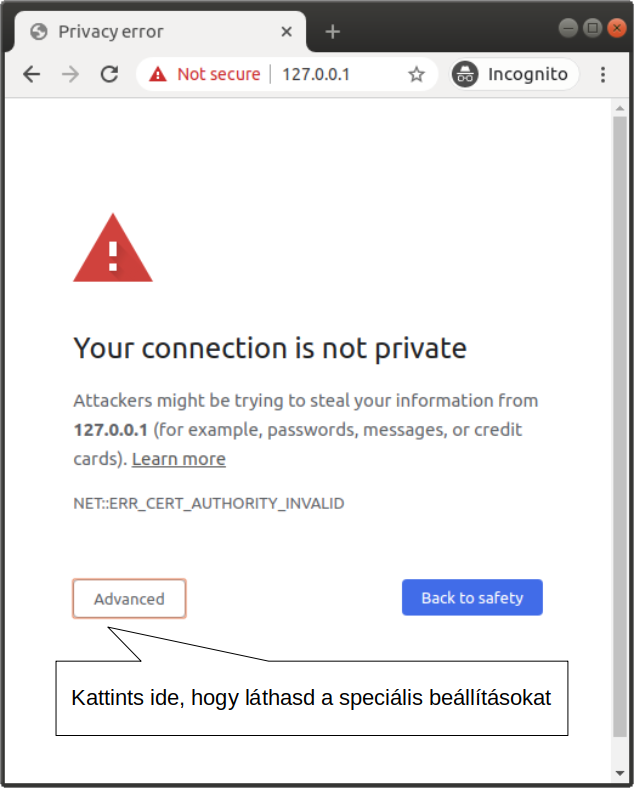 Privacy error
Not secure | 127.0.0.1
Incognito
Your connection is not private
Attackers might be trying to steal your information from
127.0.0.1 (for example, passwords, messages, or credit
cards). Learn more
NET::ERR_CERT_AUTHORITY_INVALID
Advanced
Back to safety
Kattints ide, hogy láthasd a speciális beállításokat